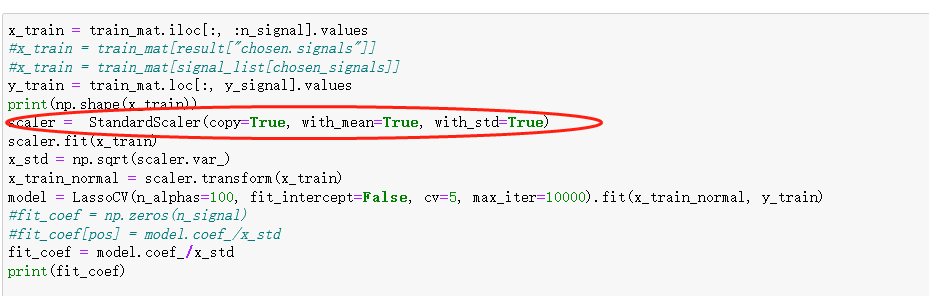 x_train = train_mat.iloc[:, :n_signal].values
#x_train = train_mat[result["chosen.signals"]]
#x_train = train_mat[signal_list[chosen_signals]]
y_train = train_mat.loc[:, y_signal].values
print(np.shape(x_train))
scaler =  StandardScaler(copy=True, with_mean=True, with_std=True)
scaler.fit(x_train)
x_std = np.sqrt(scaler.var_)
x_train_normal = scaler.transform(x_train)
model = LassoCV(n_alphas=100, fit_intercept=False, cv=5, max_iter=10000).fit(x_train_normal, y_train)
#fit_coef = np.zeros(n_signal)
#fit_coef[pos] = model.coef_/x_std
fit_coef = model.coef_/x_std
print(fit_coef)